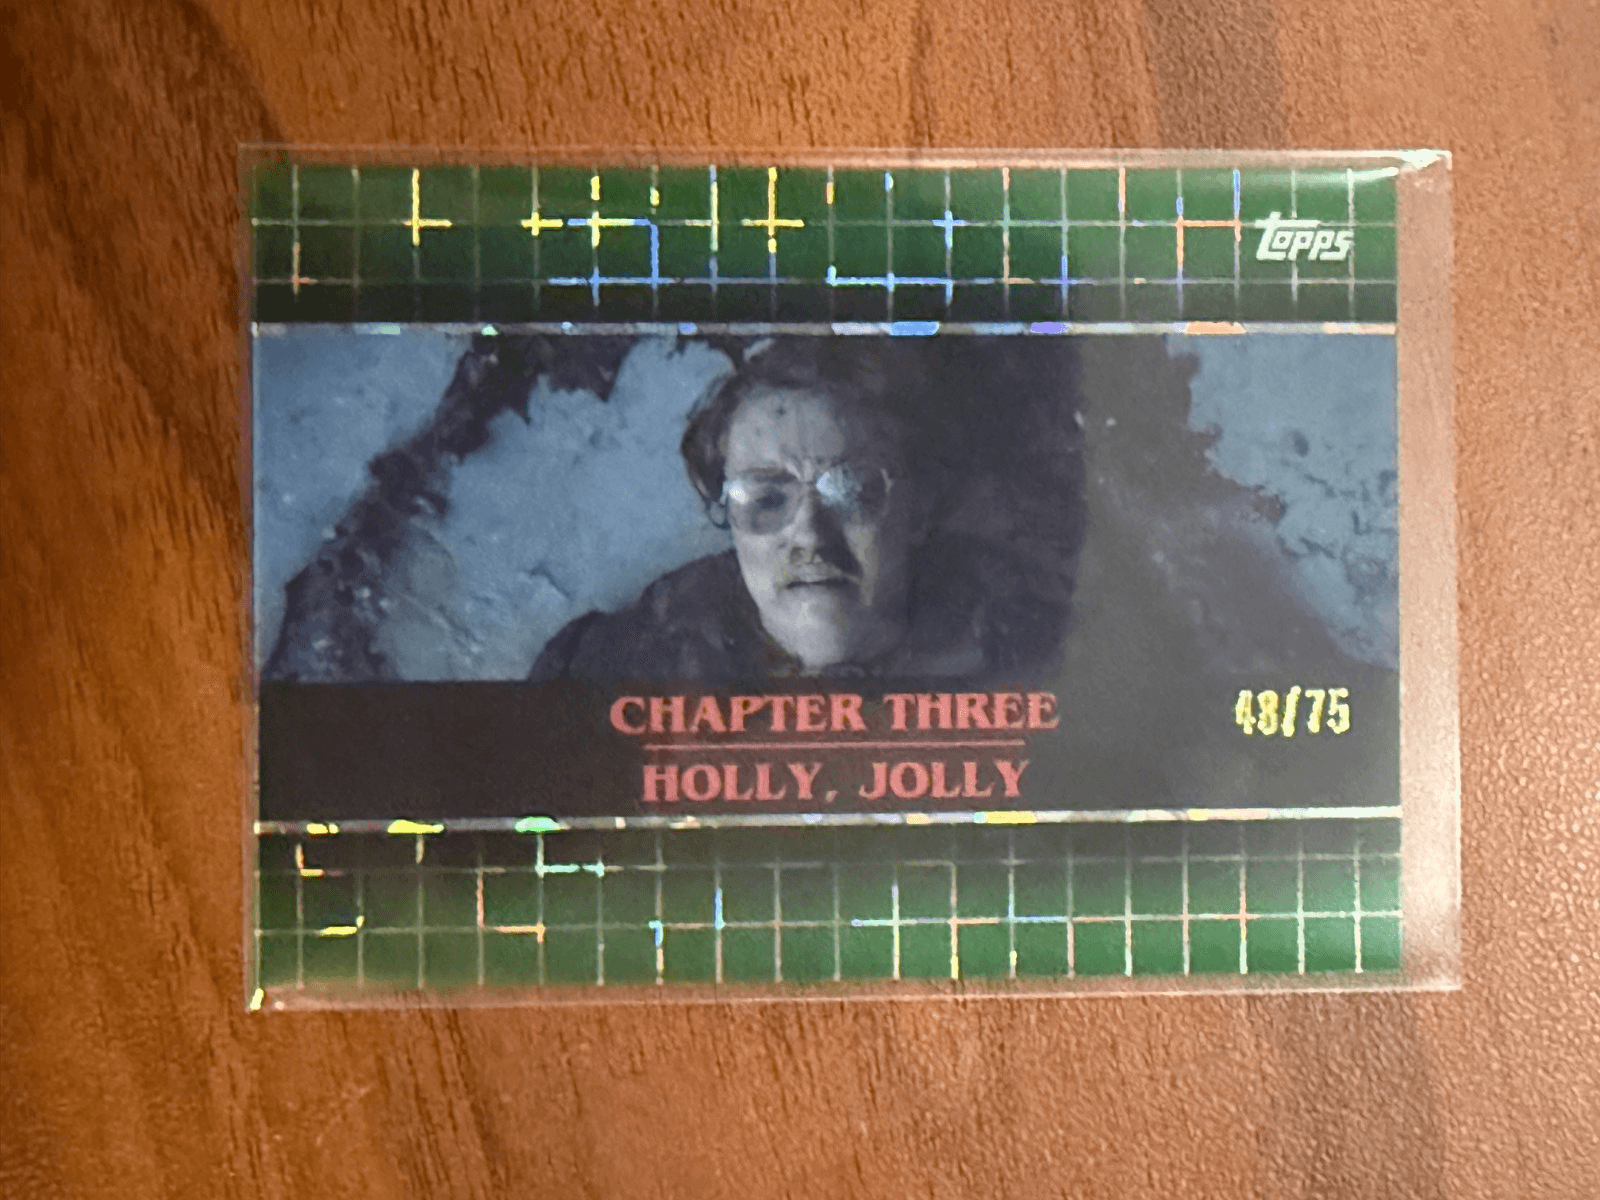 topps
CHAPTER THREE
48/75
HOLLY, JOLLY